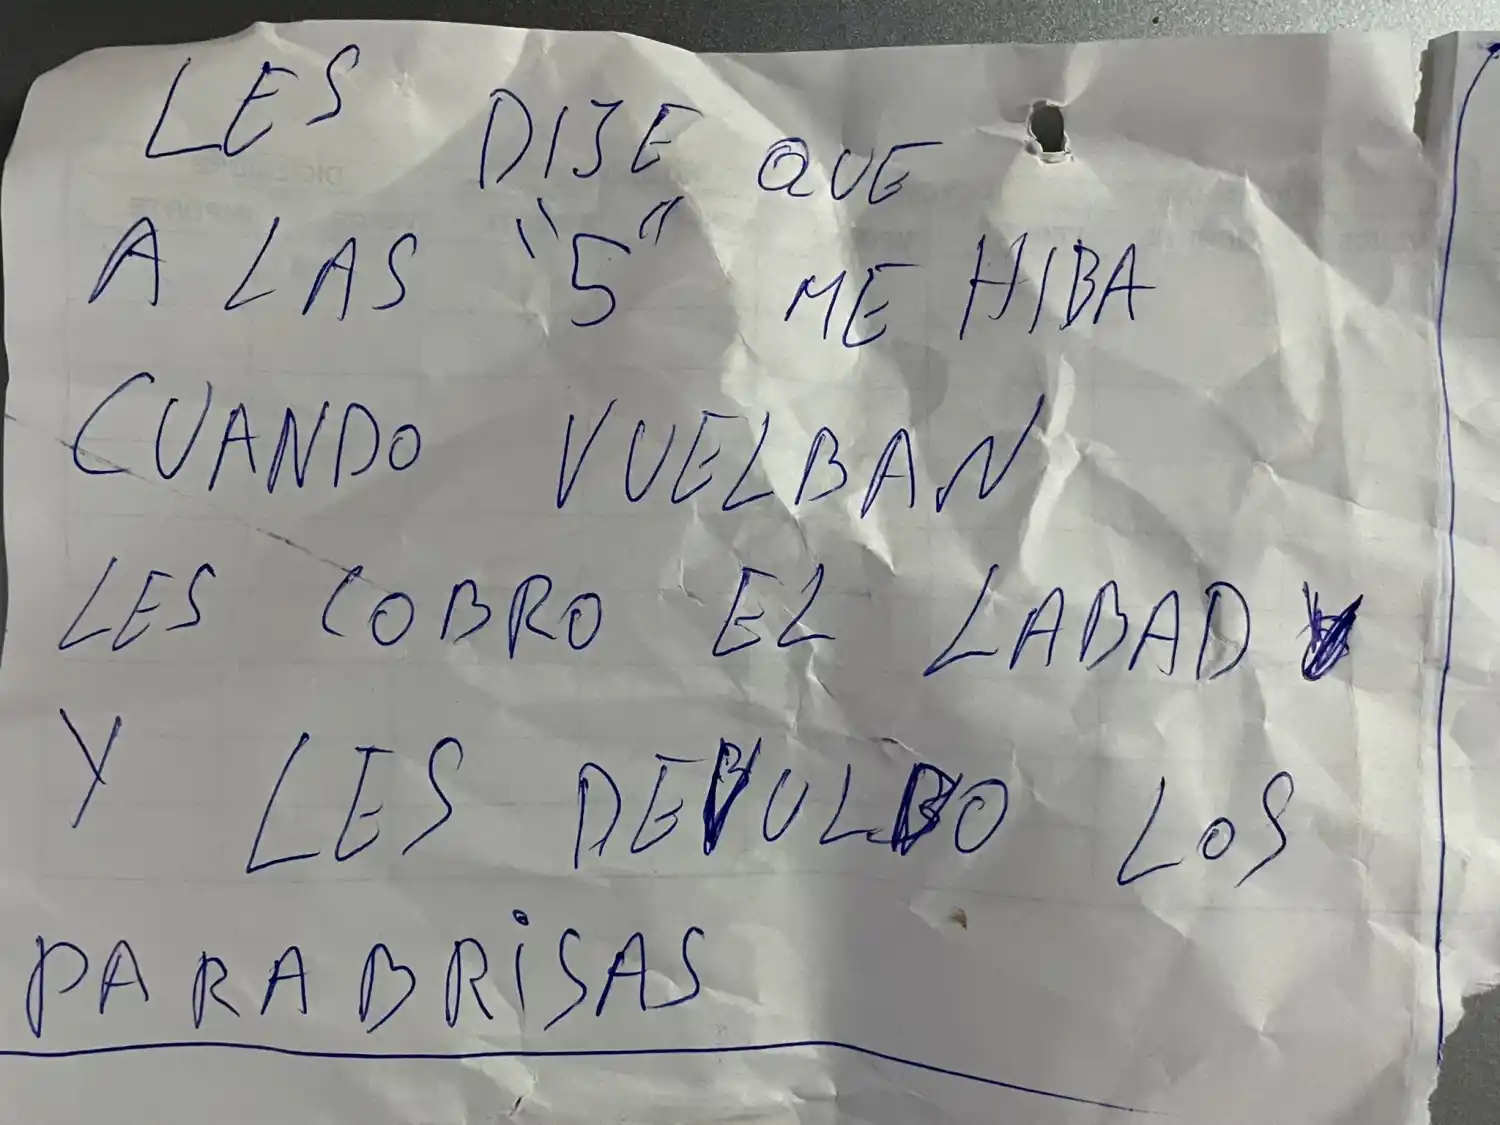 LES DIJE QUE
A LAS "5" ME HIBA
CUANDO VUELBAN
LES COBRO EL LABADO
Y LES DEVULBO LOS
PARABRISAS